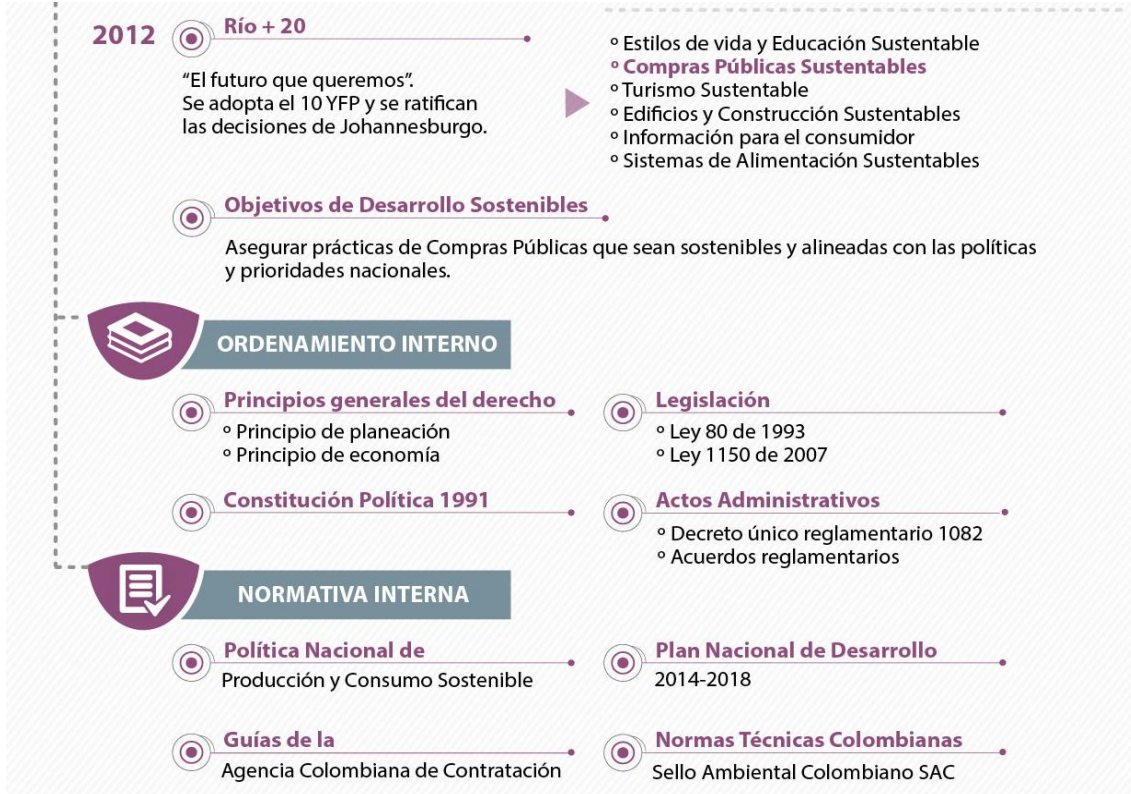 2012
Río + 20
“El futuro que queremos”.
Se adopta el 10 YFP y se ratifican
las decisiones de Johannesburgo.
º Estilos de vida y Educación Sustentable
º Compras Públicas Sustentables
º Turismo Sustentable
º Edificios y Construcción Sustentables
º Información para el consumidor
º Sistemas de Alimentación Sustentables
Objetivos de Desarrollo Sostenibles
Asegurar prácticas de Compras Públicas que sean sostenibles y alineadas con las políticas
y prioridades nacionales.
ORDENAMIENTO INTERNO
Principios generales del derecho
º Principio de planeación
º Principio de economía
Legislación
º Ley 80 de 1993
º Ley 1150 de 2007
Constitución Política 1991
Actos Administrativos
º Decreto único reglamentario 1082
º Acuerdos reglamentarios
NORMATIVA INTERNA
Política Nacional de
Producción y Consumo Sostenible
Plan Nacional de Desarrollo
2014-2018
Guías de la
Agencia Colombiana de Contratación
Normas Técnicas Colombianas
Sello Ambiental Colombiano SAC